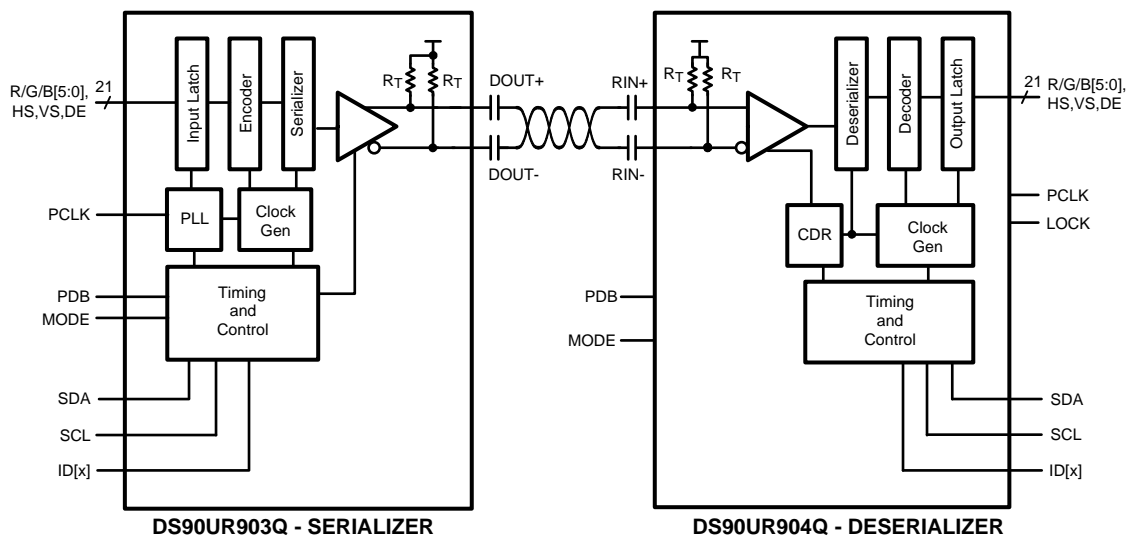 R/G/B[5:0],
HS,VS,DE
21
Input Latch
Encoder
Serializer
RT
RT
DOUT+
DOUT-
PCLK
PLL
Clock
Gen
PDB
MODE
Timing
and
Control
SDA
SCL
ID[x]
DS90UR903Q - SERIALIZER
RIN+
RIN-
RT
RT
Deserializer
Decoder
Output Latch
21
R/G/B[5:0],
HS,VS,DE
PCLK
LOCK
CDR
Clock
Gen
PDB
MODE
Timing
and
Control
SDA
SCL
ID[x]
DS90UR904Q - DESERIALIZER